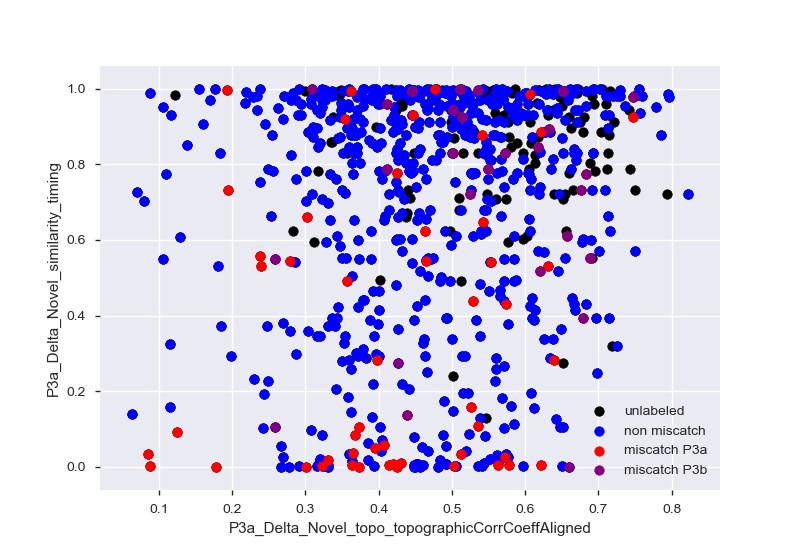 1.0
0.8
0.6
0.4
0.2
0.0
P3a_Delta_Novel_similarity_timing
unlabeled
non miscatch
miscatch P3a
miscatch P3b
0.1 0.2 0.3 0.4 0.5 0.6 0.7 0.8
P3a_Delta_Novel_topo_topographicCorrCoeffAligned